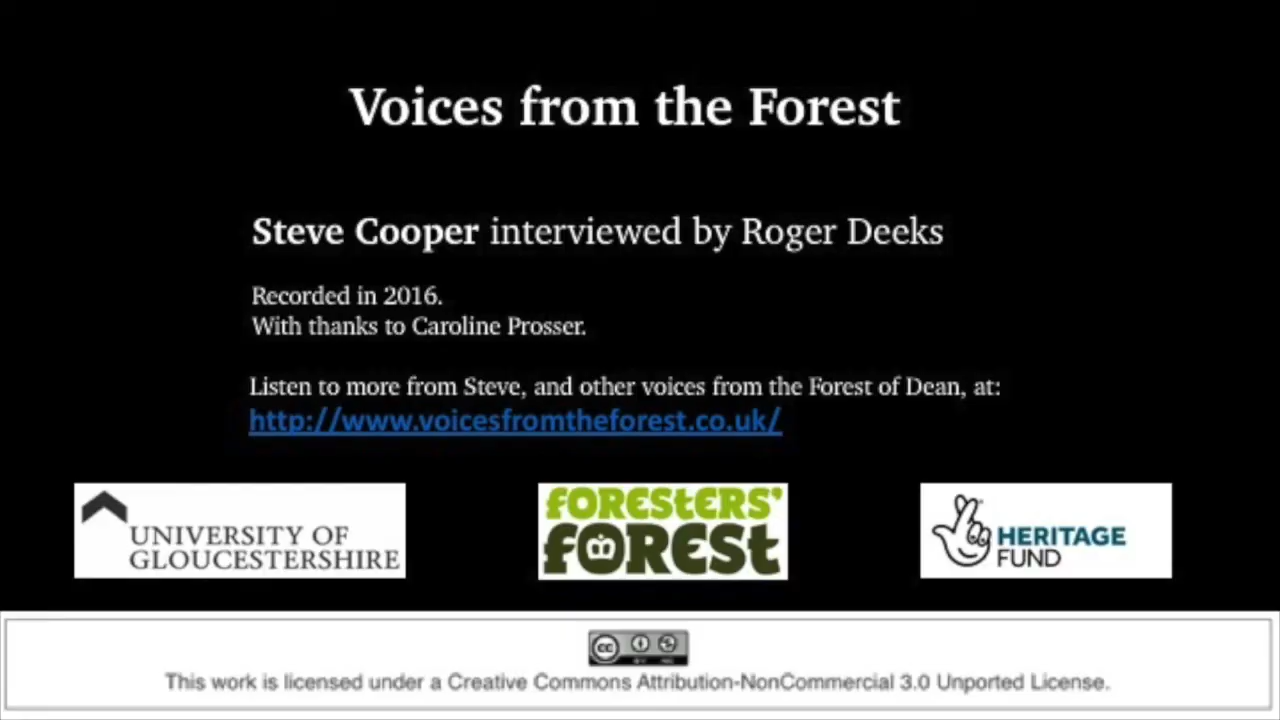 Voices from the Forest
Steve Cooper interviewed by Roger Deeks
Recorded in 2016.
With thanks to Caroline Prosser.
Listen to more from Steve, and other voices from the Forest of Dean, at:
http://www.voicesfromtheforest.co.uk/
UNIVERSITY OF
GLOUCESTERSHIRE
FORESTERS'
FOREST
HERITAGE
FUND
cc
This work is licensed under a Creative Commons Attribution-NonCommercial 3.0 Unported License.